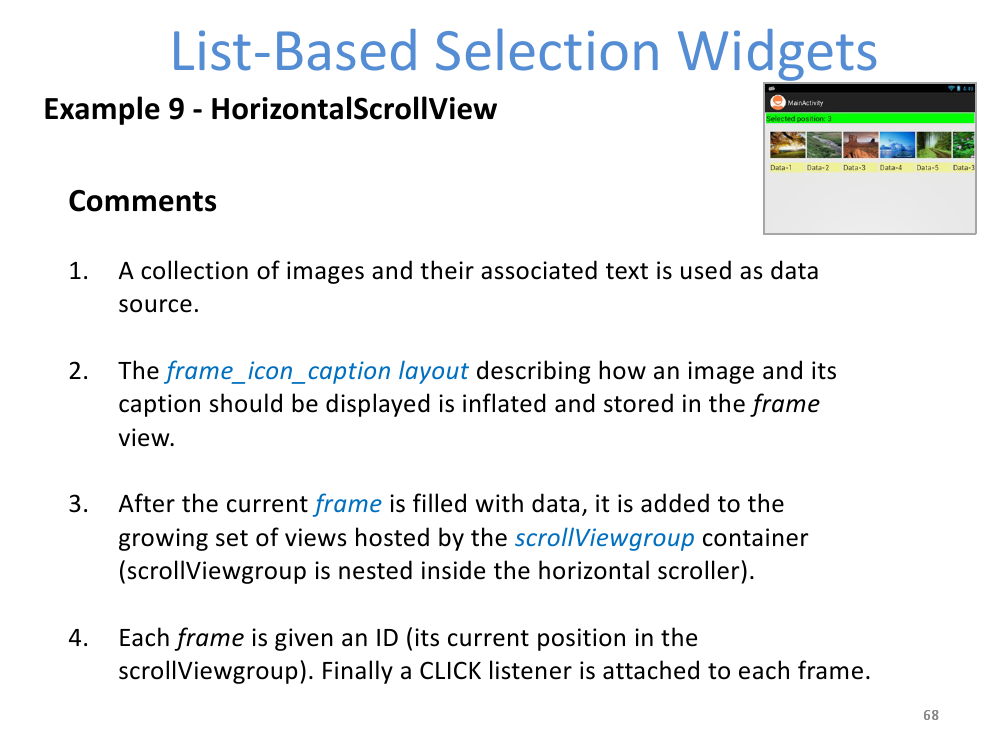 List-Based Selection Widgets
Example 9 - HorizontalScrollView
4:43
MainActivity
Selected position: 3
Data-1 Data-2 Data-3 Data-4 Data-5 Data-3
Comments
1. A collection of images and their associated text is used as data
source.
2. The frame_icon_caption layout describing how an image and its
caption should be displayed is inflated and stored in the frame
view.
3. After the current frame is filled with data, it is added to the
growing set of views hosted by the scrollViewgroup container
(scrollViewgroup is nested inside the horizontal scroller).
4. Each frame is given an ID (its current position in the
scrollViewgroup). Finally a CLICK listener is attached to each frame.
68